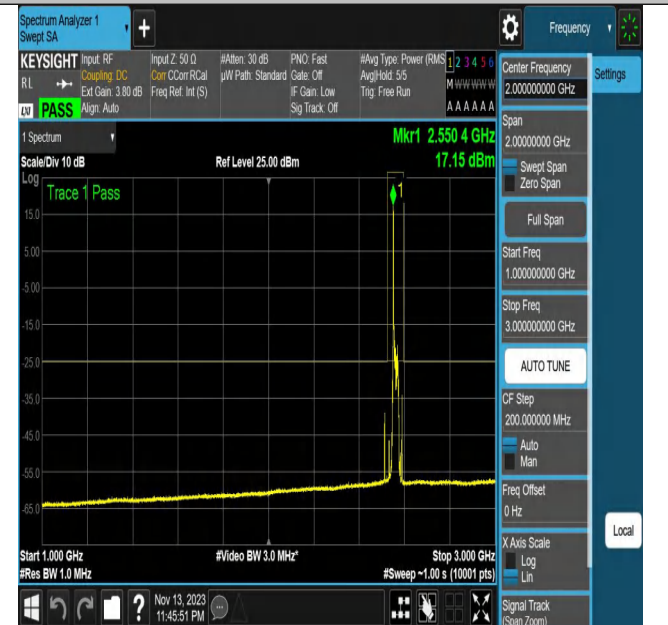 Spectrum Analyzer 1
Swept SA
+
Frequency
KEYSIGHT
RL
LXI PASS
Input: RF
Coupling: DC
Ext Gain: 3.80 dB
Align: Auto
Input Z: 50 Ω
Corr CCorr RCal
Freq Ref: Int (S)
#Atten: 30 dB
µW Path: Standard
PNO: Fast
Gate: Off
IF Gain: Low
Sig Track: Off
#Avg Type: Power (RMS
Avg|Hold: 5/5
Trig: Free Run
1 2 3 4 5 6
M W W W W W
A A A A A A
1 Spectrum
Scale/Div 10 dB
Ref Level 25.00 dBm
Mkr1 2.550 4 GHz
17.15 dBm
Log
Trace 1 Pass
1
15.0
5.00
-5.00
-15.0
-25.0
-35.0
-45.0
-55.0
-65.0
Start 1.000 GHz
#Video BW 3.0 MHz*
Stop 3.000 GHz
#Res BW 1.0 MHz
#Sweep ~1.00 s (10001 pts)
?
Nov 13, 2023
11:45:51 PM
Center Frequency
2.00000000 GHz
Settings
Span
2.00000000 GHz
Swept Span
Zero Span
Full Span
Start Freq
1.000000000 GHz
Stop Freq
3.000000000 GHz
AUTO TUNE
CF Step
200.000000 MHz
Auto
Man
Freq Offset
0 Hz
X Axis Scale
Log
Lin
Local
Signal Track
(Span Zoom)